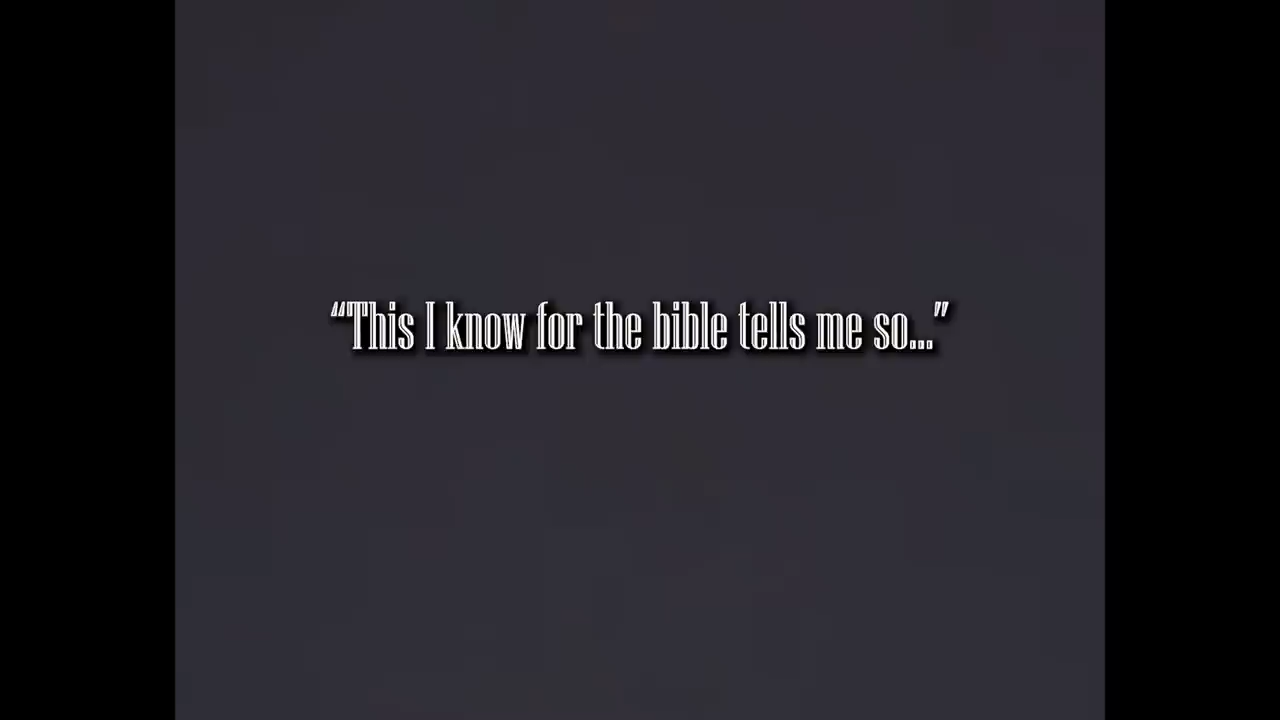 “This I know for the bible tells me so...”